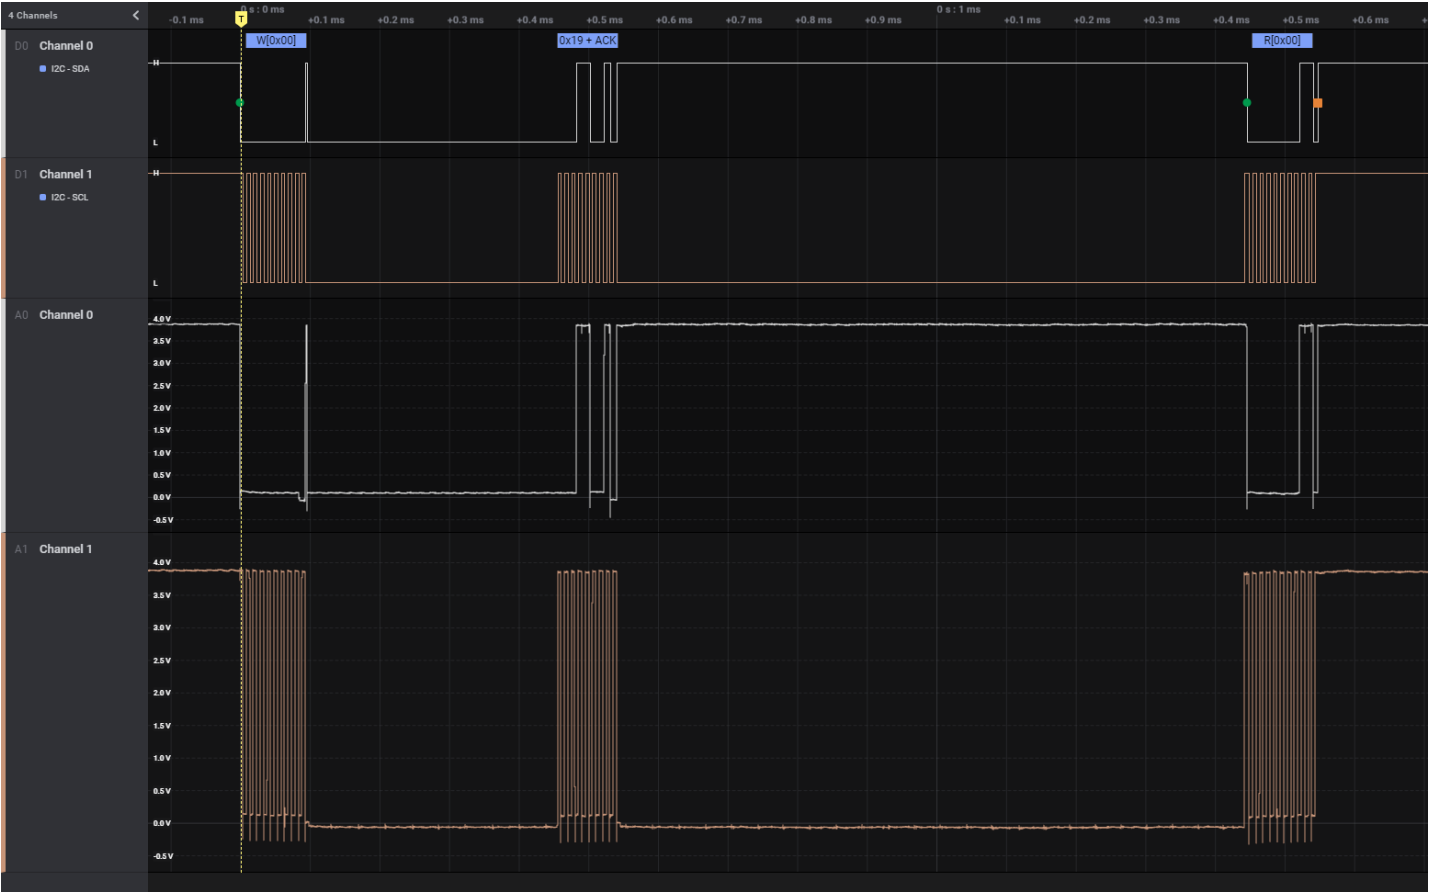 4 Channels
0 s : 0 ms
0 s : 1 ms
-0.1 ms
T
+0.1 ms
+0.2 ms
+0.3 ms
+0.4 ms
+0.5 ms
+0.6 ms
+0.7 ms
+0.8 ms
+0.9 ms
+0.1 ms
+0.2 ms
+0.3 ms
+0.4 ms
+0.5 ms
+0.6 ms
W[0x00]
0x19 + ACK
R[0x00]
D0 Channel 0
I2C - SDA
H
L
D1 Channel 1
I2C - SCL
H
L
A0 Channel 0
4.0 V
3.5 V
3.0 V
2.5 V
2.0 V
1.5 V
1.0 V
0.5 V
0.0 V
-0.5 V
A1 Channel 1
4.0 V
3.5 V
3.0 V
2.5 V
2.0 V
1.5 V
1.0 V
0.5 V
0.0 V
-0.5 V